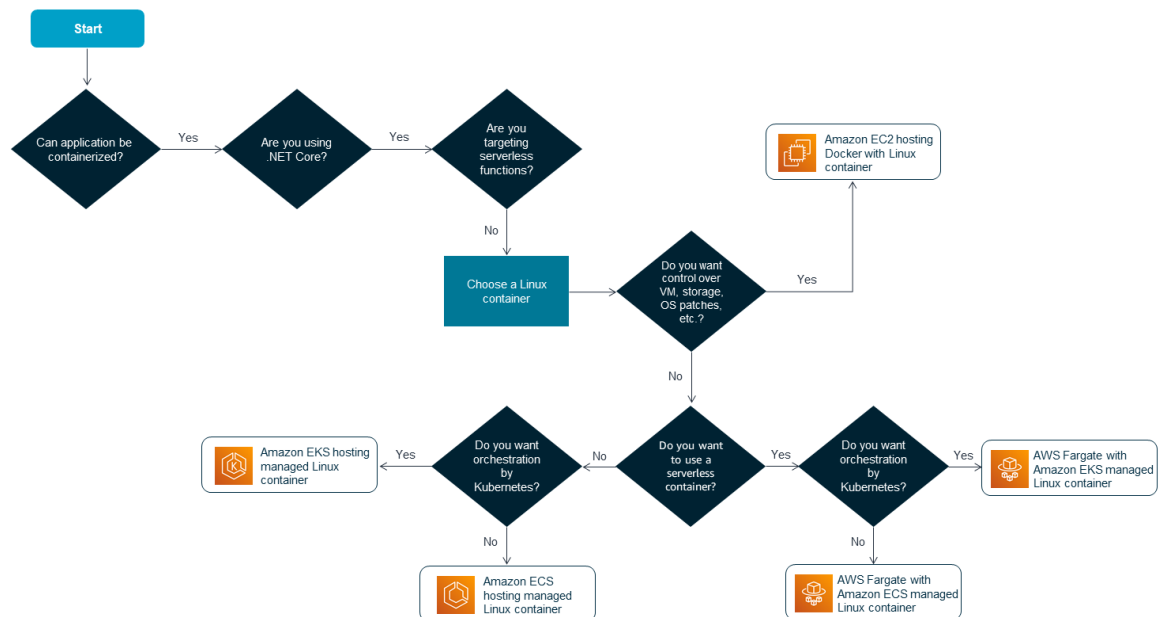 Start
Can application be
containerized?
Yes
Are you using
.NET Core?
Yes
Are you
targeting
serverless
functions?
No
Choose a Linux
container
Do you want
control over
VM, storage,
OS patches,
etc.?
Yes
Amazon EC2 hosting
Docker with Linux
container
No
Do you want
to use a
serverless
container?
No
Do you want
orchestration
by
Kubernetes?
Yes
Amazon EKS hosting
managed Linux
container
No
Amazon ECS
hosting managed
Linux container
Yes
Do you want
orchestration
by
Kubernetes?
Yes
AWS Fargate with
Amazon EKS managed
Linux container
No
AWS Fargate with
Amazon ECS managed
Linux container